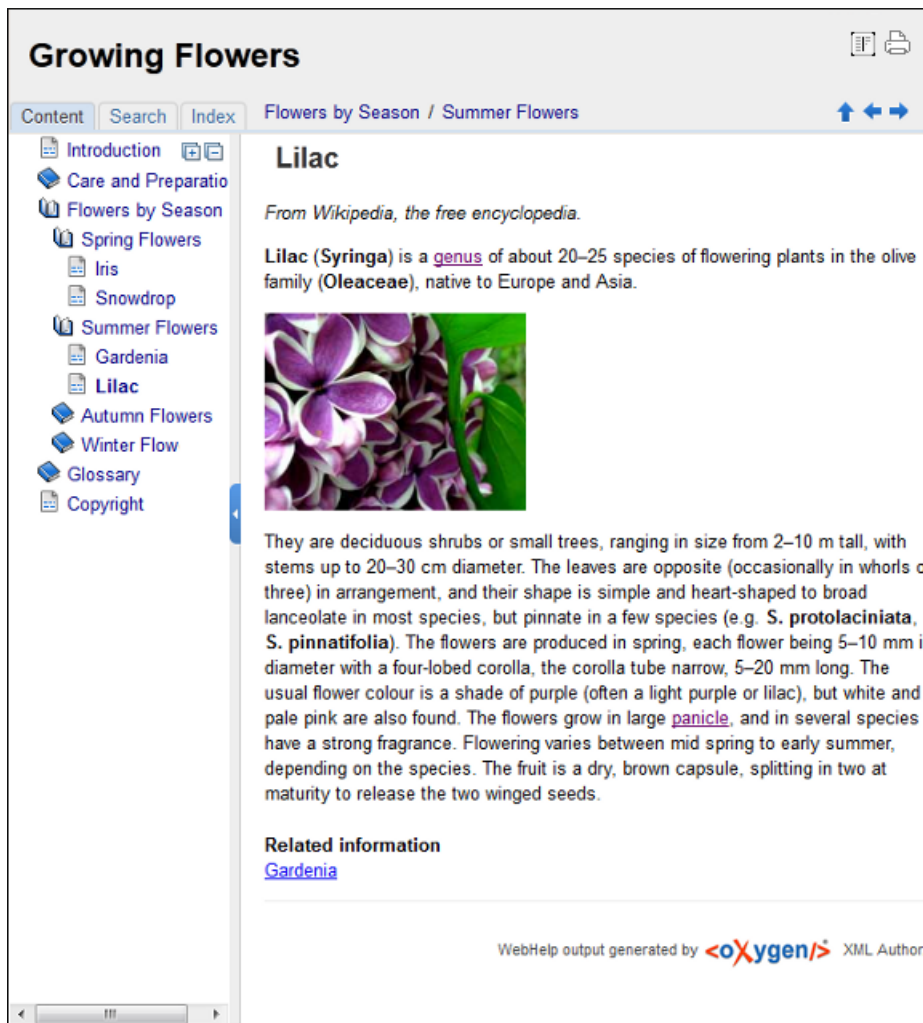 Growing Flowers
Content Search Index
Flowers by Season / Summer Flowers
Introduction
Care and Preparatio
Flowers by Season
Spring Flowers
Iris
Snowdrop
Summer Flowers
Gardenia
Lilac
Autumn Flowers
Winter Flow
Glossary
Copyright
Lilac
From Wikipedia, the free encyclopedia.
Lilac (Syringa) is a genus of about 20–25 species of flowering plants in the olive
family (Oleaceae), native to Europe and Asia.
They are deciduous shrubs or small trees, ranging in size from 2–10 m tall, with
stems up to 20–30 cm diameter. The leaves are opposite (occasionally in whorls o
three) in arrangement, and their shape is simple and heart-shaped to broad
lanceolate in most species, but pinnate in a few species (e.g. S. protolaciniata,
S. pinnatifolia). The flowers are produced in spring, each flower being 5–10 mm i
diameter with a four-lobed corolla, the corolla tube narrow, 5–20 mm long. The
usual flower colour is a shade of purple (often a light purple or lilac), but white and
pale pink are also found. The flowers grow in large panicle, and in several species
have a strong fragrance. Flowering varies between mid spring to early summer,
depending on the species. The fruit is a dry, brown capsule, splitting in two at
maturity to release the two winged seeds.
Related information
Gardenia
WebHelp output generated by <oXygen/> XML Author